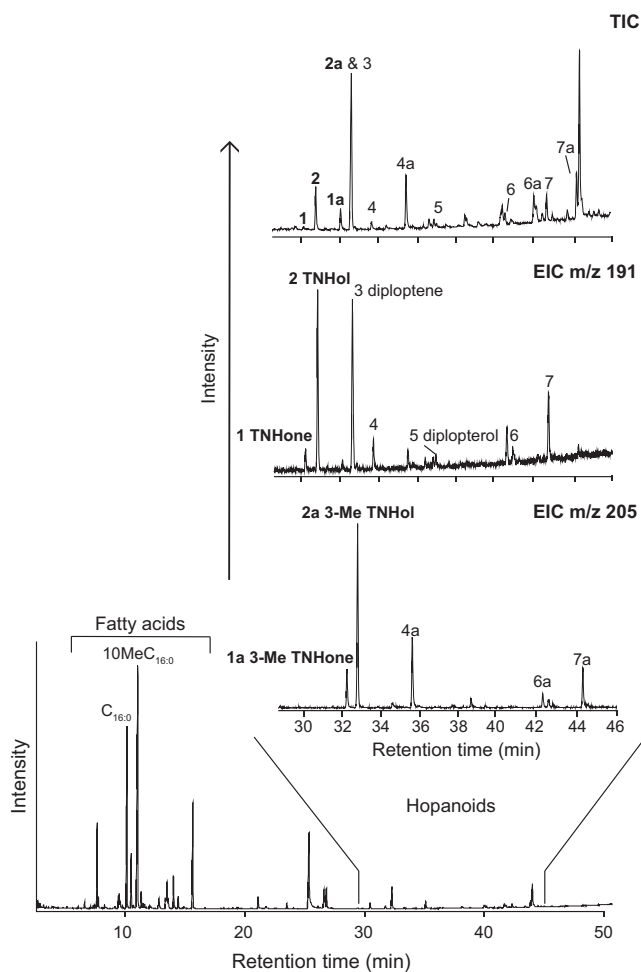 TIC
2a & 3
7a
4a
2
6a 7
1a
6
1
4
5
EIC m/z 191
2 TNHol
3 diploptene
7
4
1 TNHone
5 diplopterol
6
Intensity
EIC m/z 205
2a 3-Me TNHol
4a
1a 3-Me TNHone
7a
6a
30 32 34 36 38 40 42 44 46
Retention time (min)
Fatty acids
10MeC16:0
C16:0
Hopanoids
Intensity
10 20 30 40 50
Retention time (min)